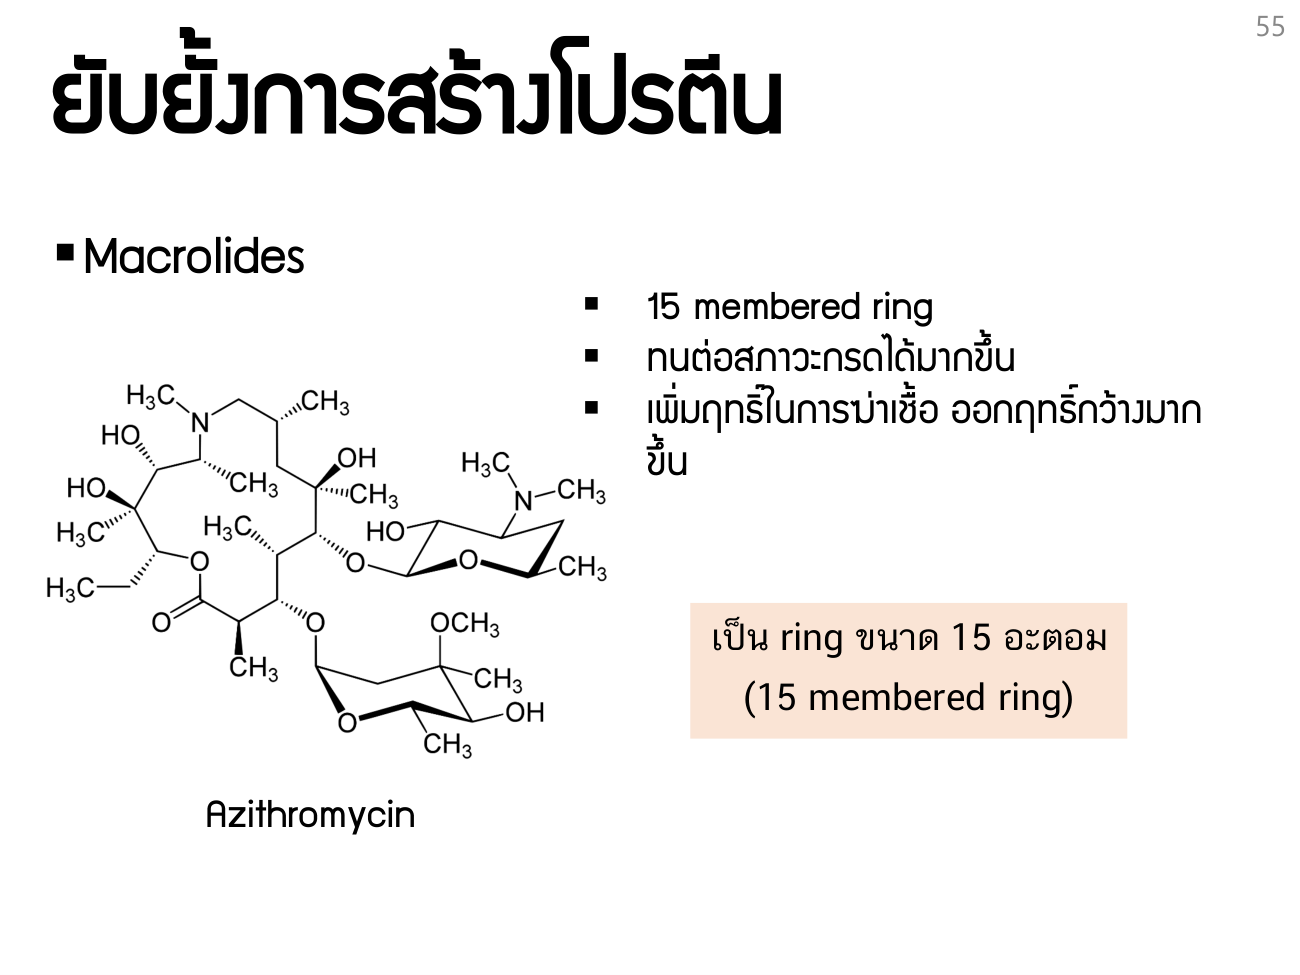 55
ยับยั้งการสร้างโปรตีน
▪ Macrolides
▪ 15 membered ring
▪ ทนต่อสภาวะกรดได้มากขึ้น
▪ เพิ่มฤทธิ์ในการฆ่าเชื้อ ออกฤทธิ์กว้างมาก
ขึ้น
H₃C
CH₃
N
HO
OH
H₃C
CH₃
HO
CH₃
CH₃
N
H₃C
H₃C
HO
O
O
O
CH₃
H₃C
O
O
OCH₃
CH₃
CH₃
OH
O
CH₃
เป็น ring ขนาด 15 อะตอม
(15 membered ring)
Azithromycin